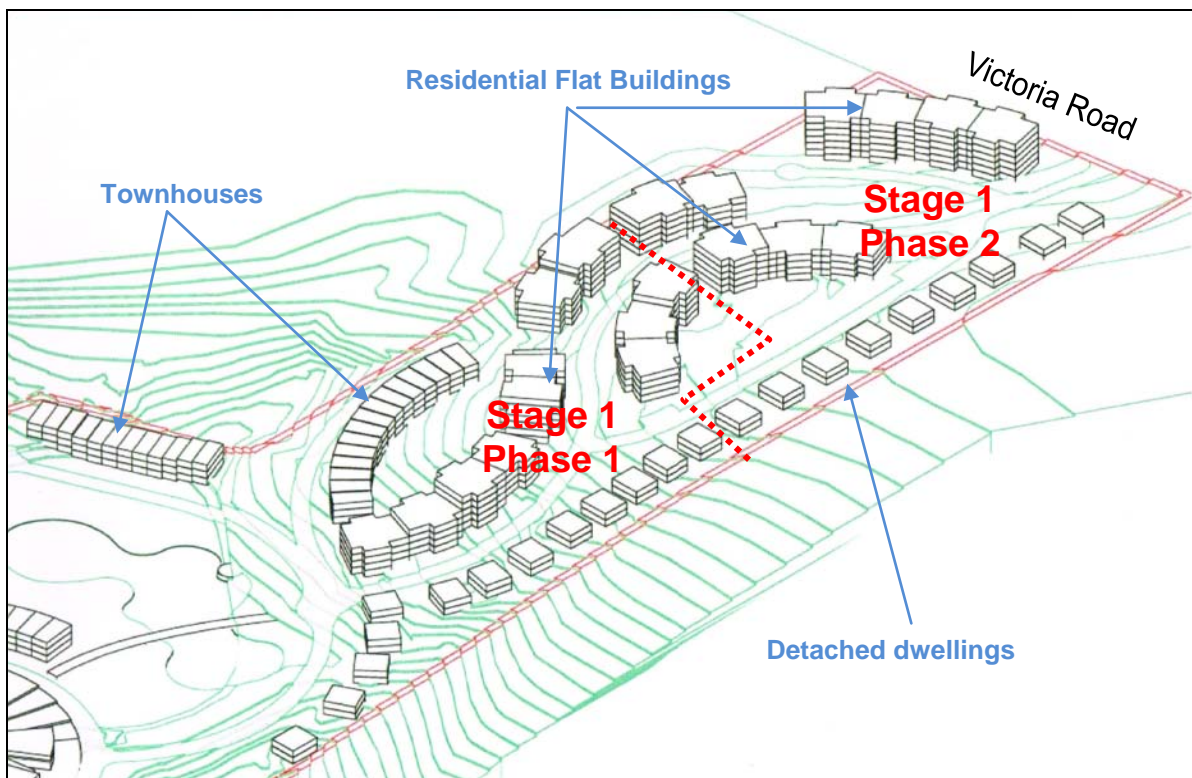 Victoria Road
Residential Flat Buildings
Townhouses
Stage 1
Phase 2
Stage 1
Phase 1
Detached dwellings